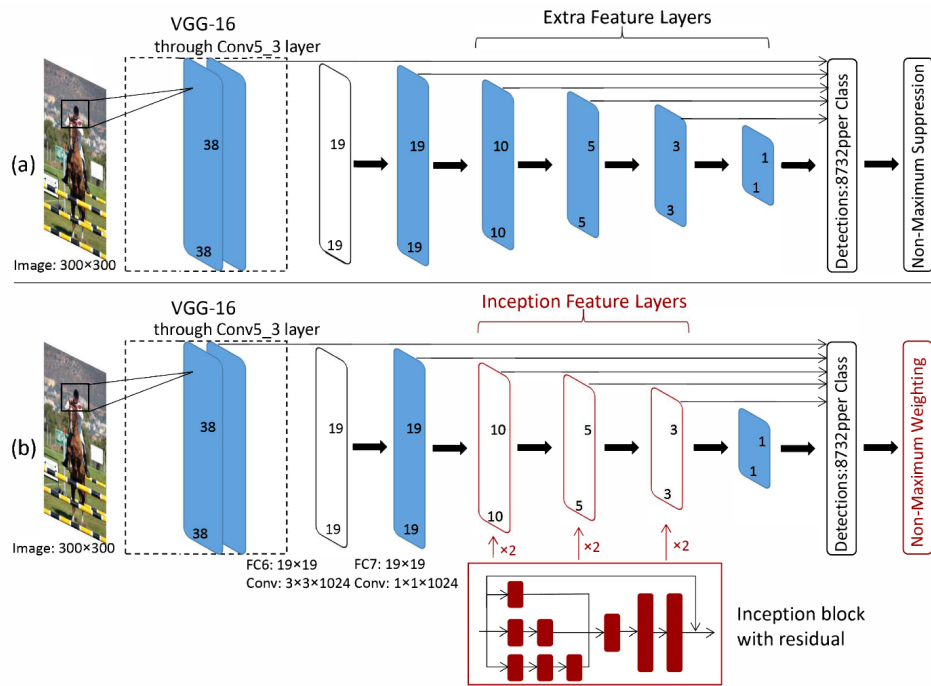 VGG-16
through Conv5_3 layer
Extra Feature Layers
(a)
38
38
19
19
19
19
10
10
5
5
3
3
1
1
Detections:8732pper Class
Non-Maximum Suppression
Image: 300×300
VGG-16
through Conv5_3 layer
Inception Feature Layers
(b)
38
38
19
19
19
19
10
10
5
5
3
3
1
1
Detections:8732pper Class
Non-Maximum Weighting
Image: 300×300
FC6: 19×19
Conv: 3×3×1024
FC7: 19×19
Conv: 1×1×1024
×2
×2
×2
Inception block
with residual